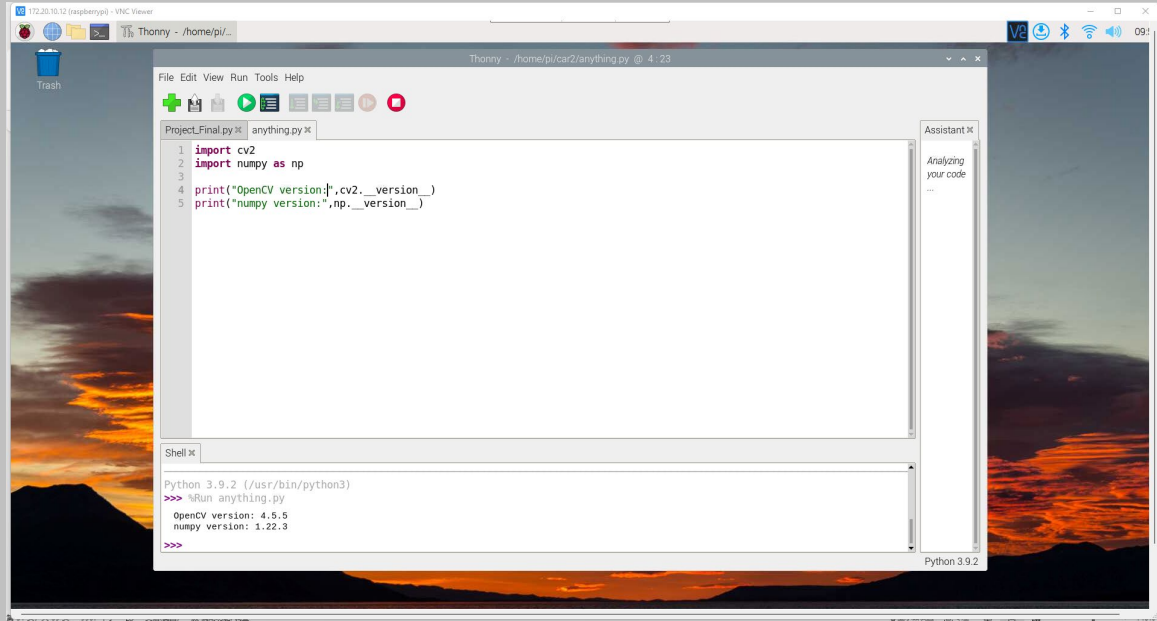 172.20.10.12 (raspberrypi) - VNC Viewer
Thonny - /home/pi/...
09:
Trash
Thonny - /home/pi/car2/anything.py @ 4:23
File Edit View Run Tools Help
Project_Final.py anything.py
Assistant
1 import cv2
2 import numpy as np
3
4 print("OpenCV version:",cv2.__version__)
5 print("numpy version:",np.__version__)
Analyzing
your code
...
Shell
Python 3.9.2 (/usr/bin/python3)
>>> %Run anything.py
OpenCV version: 4.5.5
numpy version: 1.22.3
>>>
Python 3.9.2